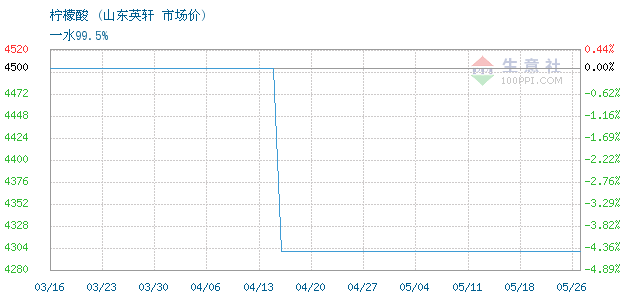 柠檬酸 (山东英轩 市场价)
一水99.5%
4520 0.44%
4500 0.00%
4472 -0.62%
4448 -1.16%
4424 -1.69%
4400 -2.22%
4376 -2.76%
4352 -3.29%
4328 -3.82%
4304 -4.36%
4280 -4.89%
生意社
100PPI.COM
03/16 03/23 03/30 04/06 04/13 04/20 04/27 05/04 05/11 05/18 05/26